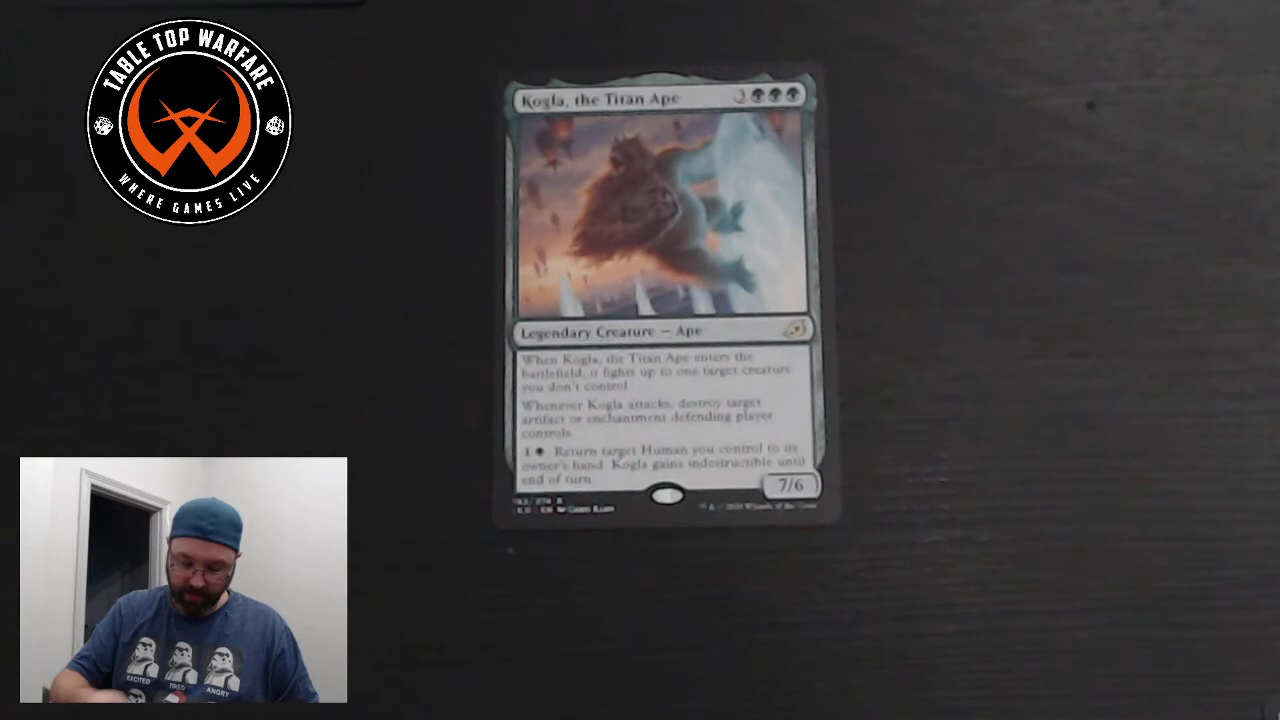 TABLE TOP WARFARE
WHERE GAMES LIVE
Kogla, the Titan Ape 3
Legendary Creature — Ape
When Kogla, the Titan Ape enters the
battlefield, it fights up to one target creature
you don't control.
Whenever Kogla attacks, destroy target
artifact or enchantment defending player
controls.
1 Return target Human you control to its
owner's hand. Kogla gains indestructible until
end of turn.
7/6
EXCITED TIRED ANGRY